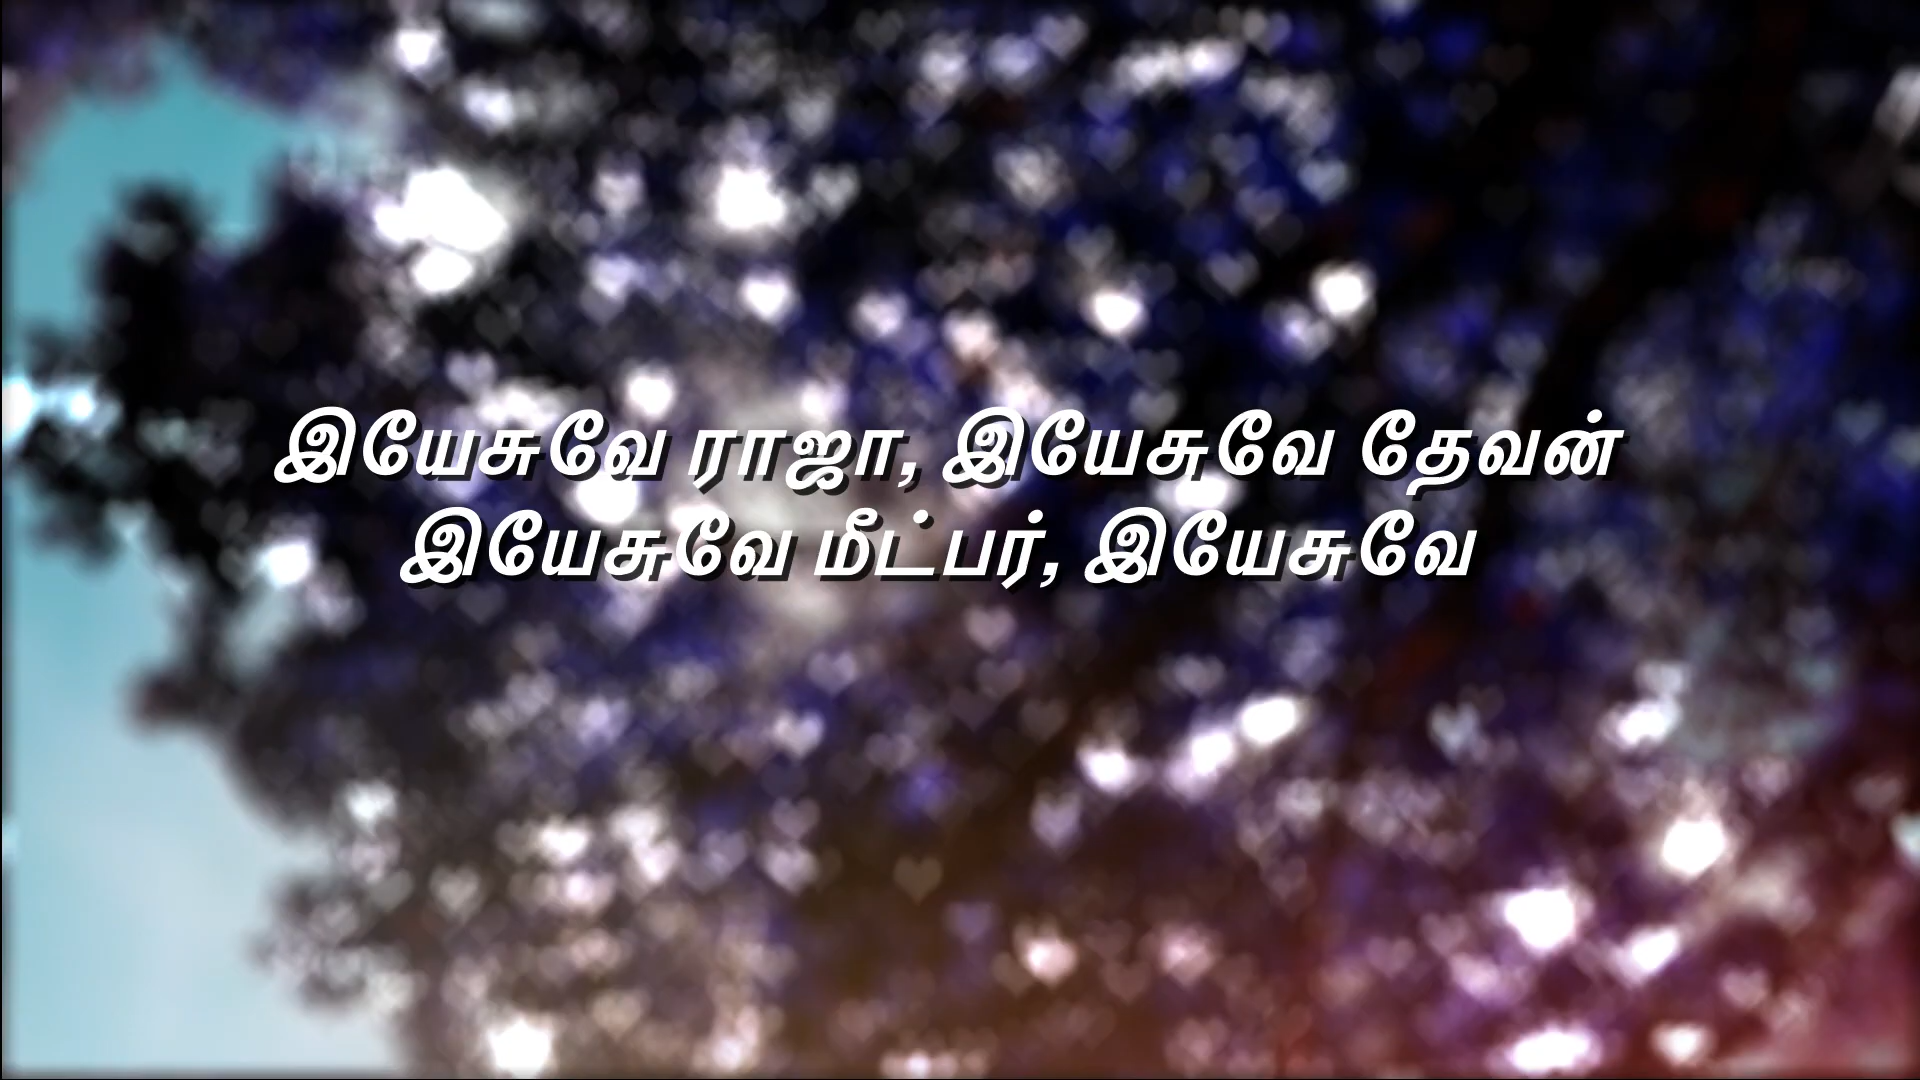 இயேசுவே ராஜா, இயேசுவே தேவன்
இயேசுவே மீட்பர், இயேசுவே